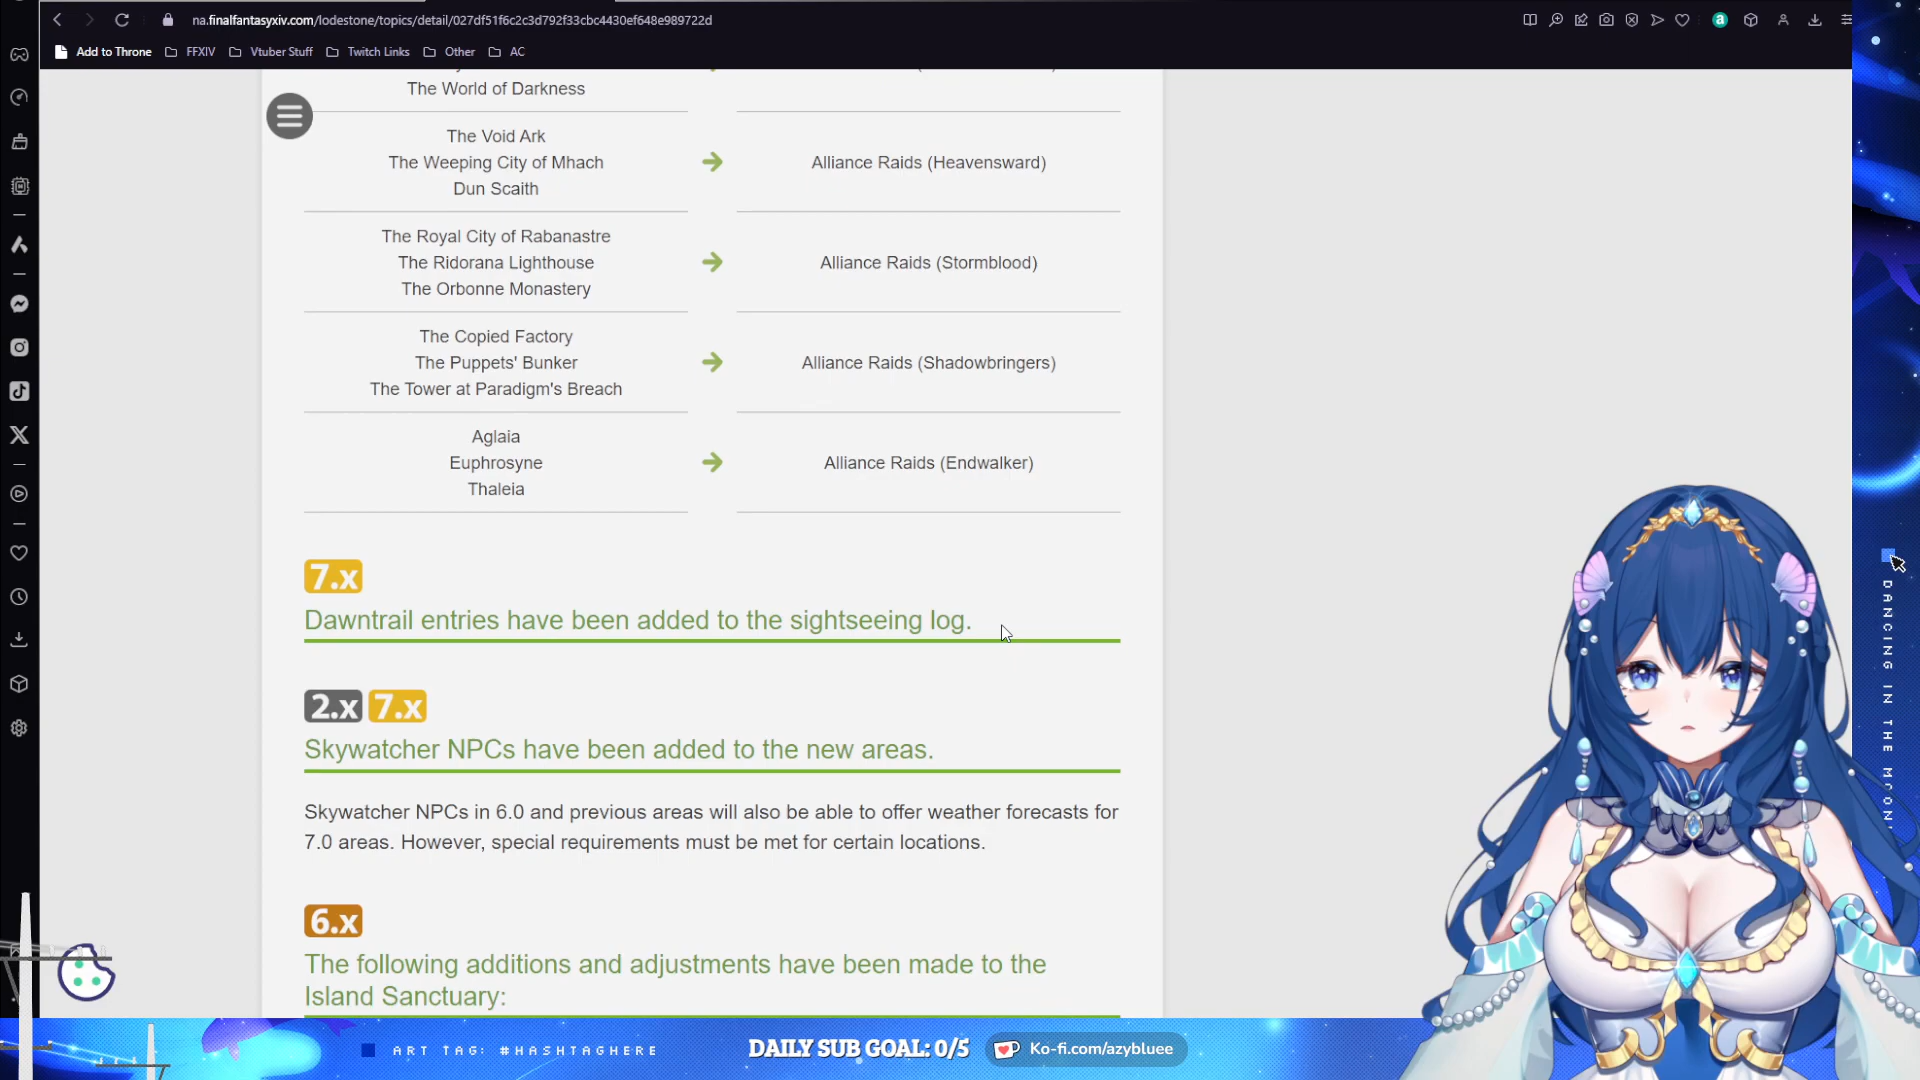 na.finalfantasyxiv.com/lodestone/topics/detail/027df51f6c2c3d792f33cbc4430ef648e989722d
Add to Throne
FFXIV
Vtuber Stuff
Twitch Links
Other
AC
The World of Darkness
The Void Ark
The Weeping City of Mhach
Dun Scaith
Alliance Raids (Heavensward)
The Royal City of Rabanastre
The Ridorana Lighthouse
The Orbonne Monastery
Alliance Raids (Stormblood)
The Copied Factory
The Puppets' Bunker
The Tower at Paradigm's Breach
Alliance Raids (Shadowbringers)
Aglaia
Euphrosyne
Thaleia
Alliance Raids (Endwalker)
7.x
Dawntrail entries have been added to the sightseeing log.
2.x 7.x
Skywatcher NPCs have been added to the new areas.
Skywatcher NPCs in 6.0 and previous areas will also be able to offer weather forecasts for
7.0 areas. However, special requirements must be met for certain locations.
6.x
The following additions and adjustments have been made to the
Island Sanctuary:
DANCING IN THE MOON'
ART TAG: #HASHTAGHERE
DAILY SUB GOAL: 0/5
Ko-fi.com/azybluee